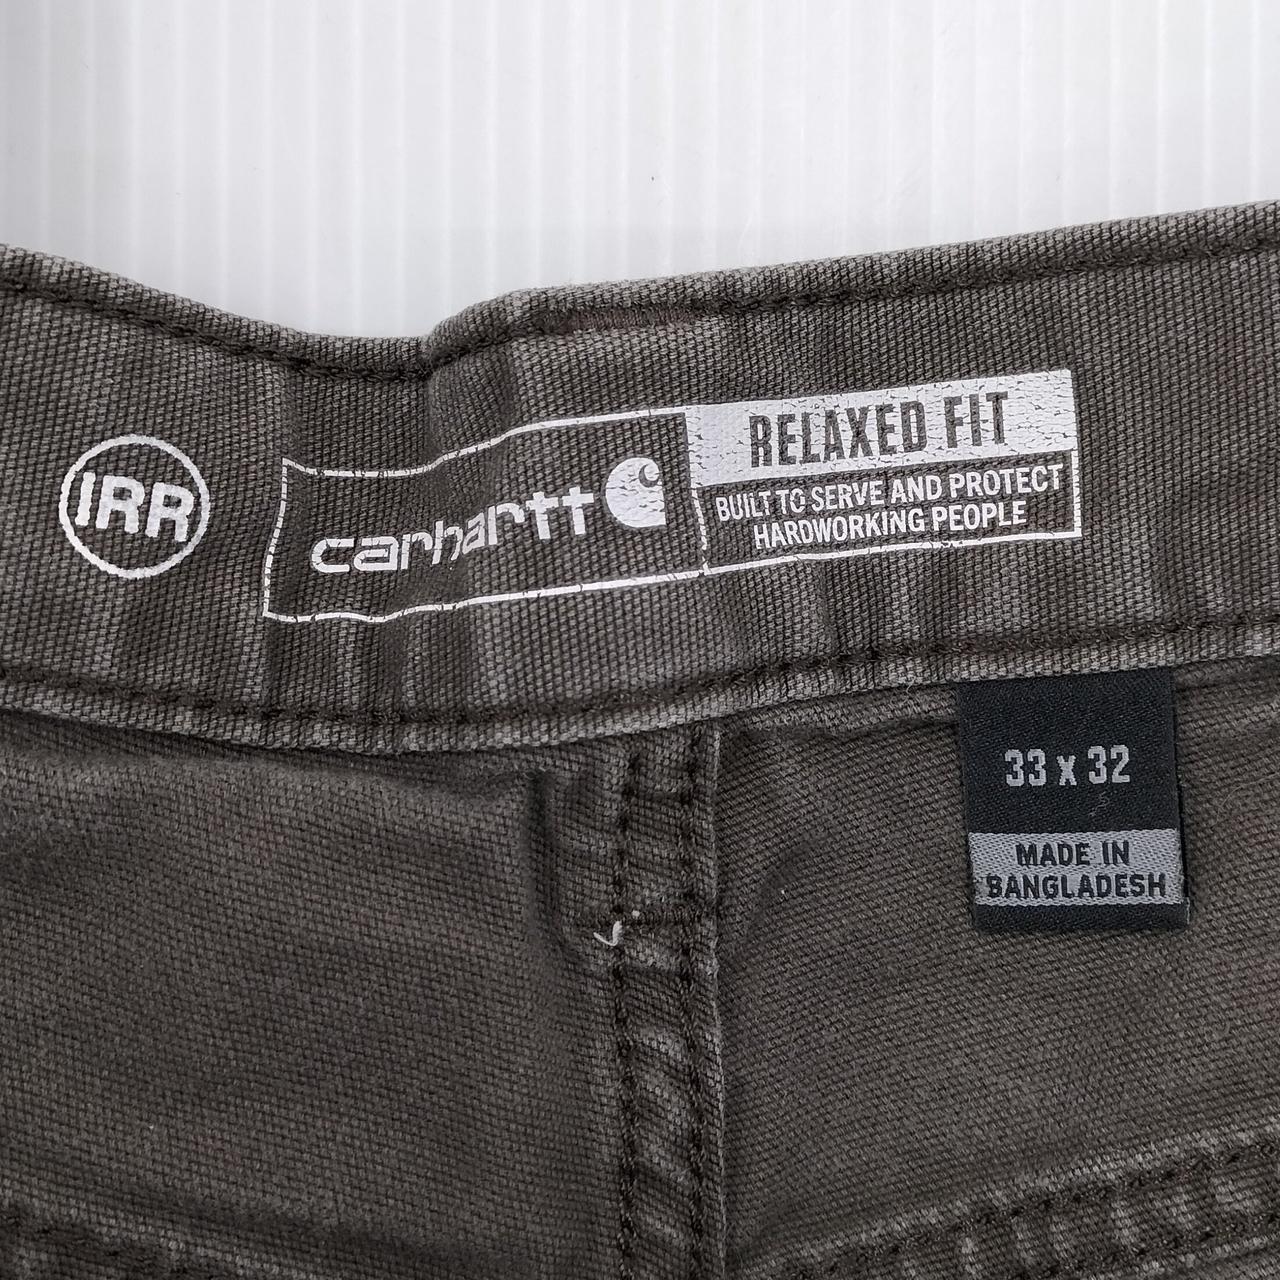 IRR
carhartt
RELAXED FIT
BUILT TO SERVE AND PROTECT
HARDWORKING PEOPLE
33 x 32
MADE IN
BANGLADESH